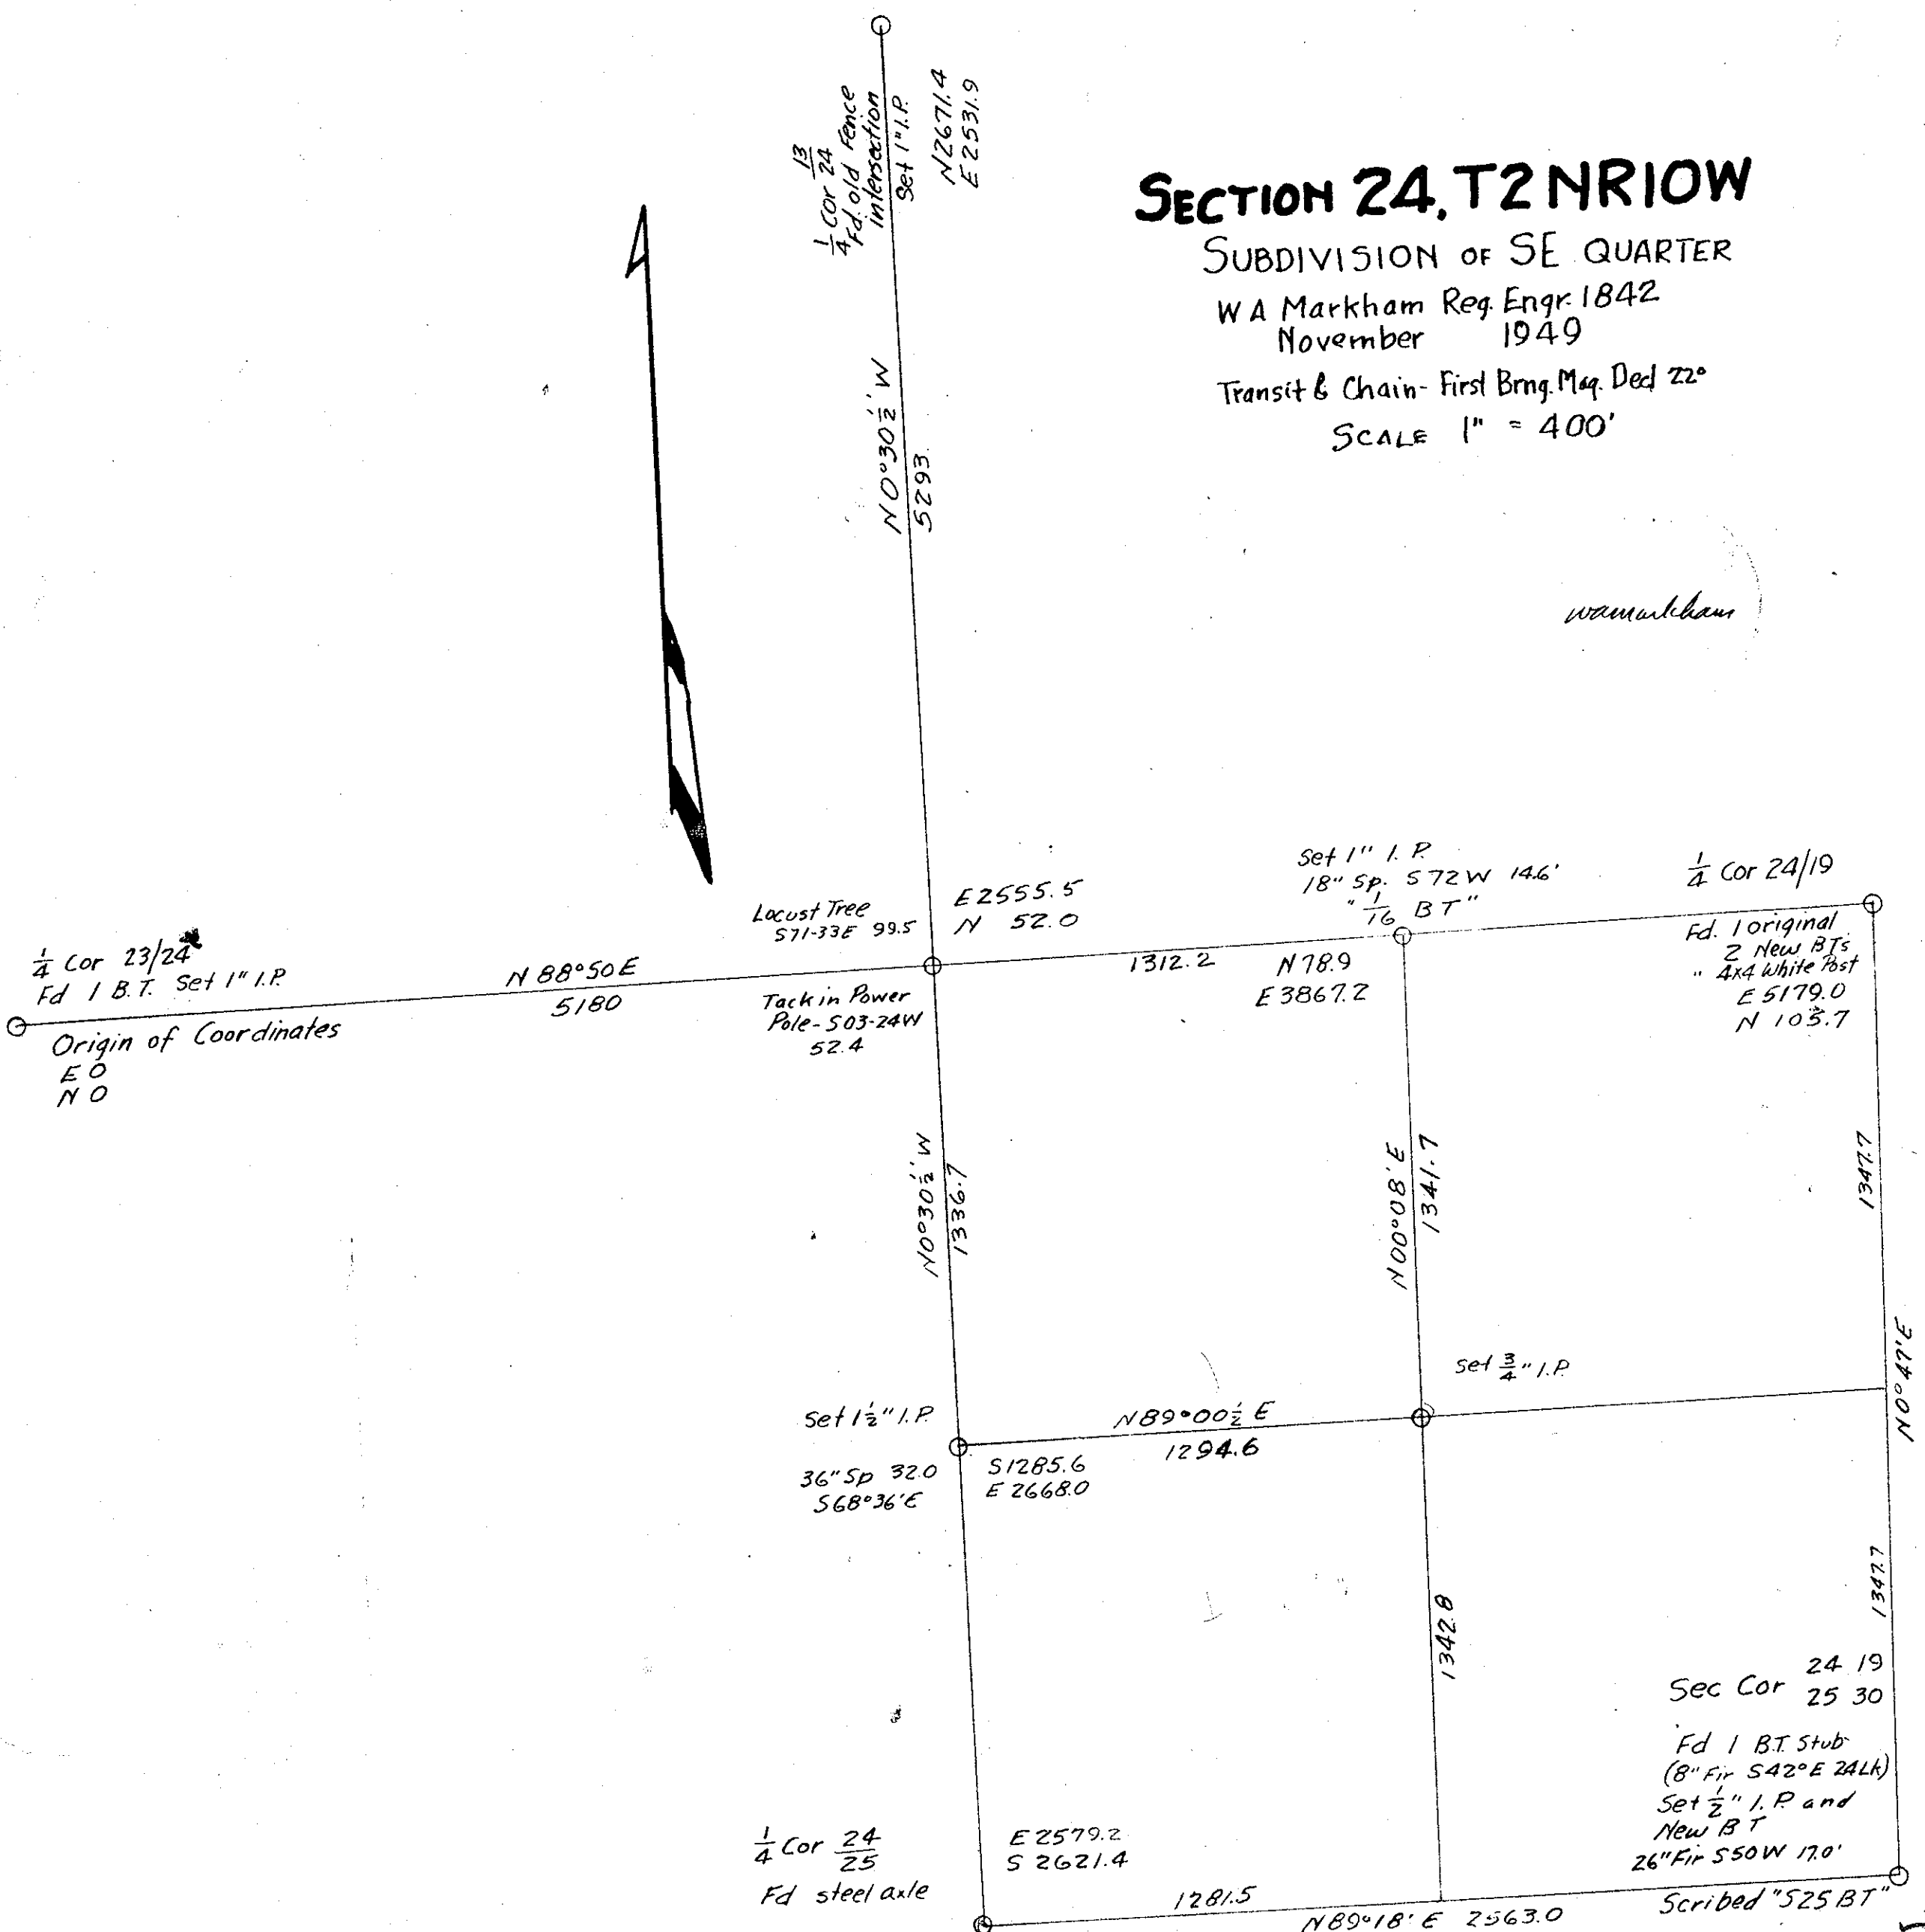 SECTION 24, T2NR10W
SUBDIVISION OF SE QUARTER
W A Markham Reg. Engr. 1842
November 1949
Transit & Chain - First Brng. Mag. Decl 22°
SCALE 1" = 400'
wamarkham
1/4 Cor 13/24
Fd. old Fence
intersection
Set 1" I.P.
N2671.4
E2531.9
N0°30½'W
5293.
1/4 Cor 23/24
Fd 1 B.T. Set 1" I.P.
Origin of Coordinates
E 0
N 0
N 88°50E
5180
Locust Tree
S71-33E 99.5
E2555.5
N 52.0
Tack in Power
Pole - S03-24W
52.4
1312.2
Set 1" I.P.
18" Sp. S72W 14.6'
"1/16 BT"
N78.9
E 3867.2
1/4 Cor 24/19
Fd. 1 original
2 New BTs
" 4x4 White Post
E 5179.0
N 105.7
N0°30½'W
1336.7
N00°08'E
1341.7
1347.7
N0°47'E
Set 1½" I.P.
36" Sp 32.0
S68°36'E
N89°00½ E
1294.6
S1285.6
E 2668.0
Set ¾" I.P.
1342.8
1347.7
Sec Cor 24 19
25 30
Fd 1 B.T. Stub
(8" Fir S42°E 24Lk)
Set ½" I.P. and
New B T
26" Fir S50W 17.0'
Scribed "S25 BT"
1/4 Cor 24/25
Fd steel axle
E 2579.2
S 2621.4
1281.5
N89°18' E 2563.0